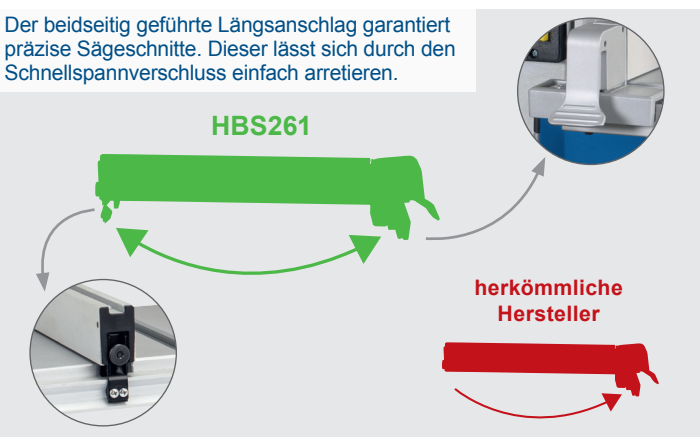 Der beidseitig geführte Längsanschlag garantiert
präzise Sägeschnitte. Dieser lässt sich durch den
Schnellspannverschluss einfach arretieren.
HBS261
herkömmliche
Hersteller